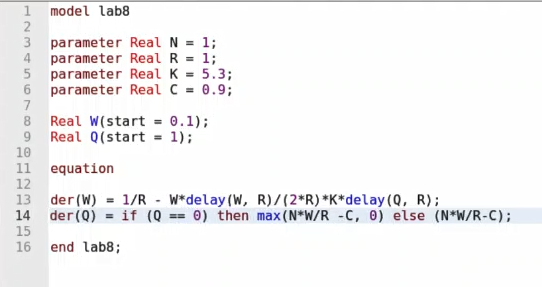 1 model lab8
2
3 parameter Real N = 1;
4 parameter Real R = 1;
5 parameter Real K = 5.3;
6 parameter Real C = 0.9;
7
8 Real W(start = 0.1);
9 Real Q(start = 1);
10
11 equation
12
13 der(W) = 1/R - W*delay(W, R)/(2*R)*K*delay(Q, R);
14 der(Q) = if (Q == 0) then max(N*W/R -C, 0) else (N*W/R-C);
15
16 end lab8;